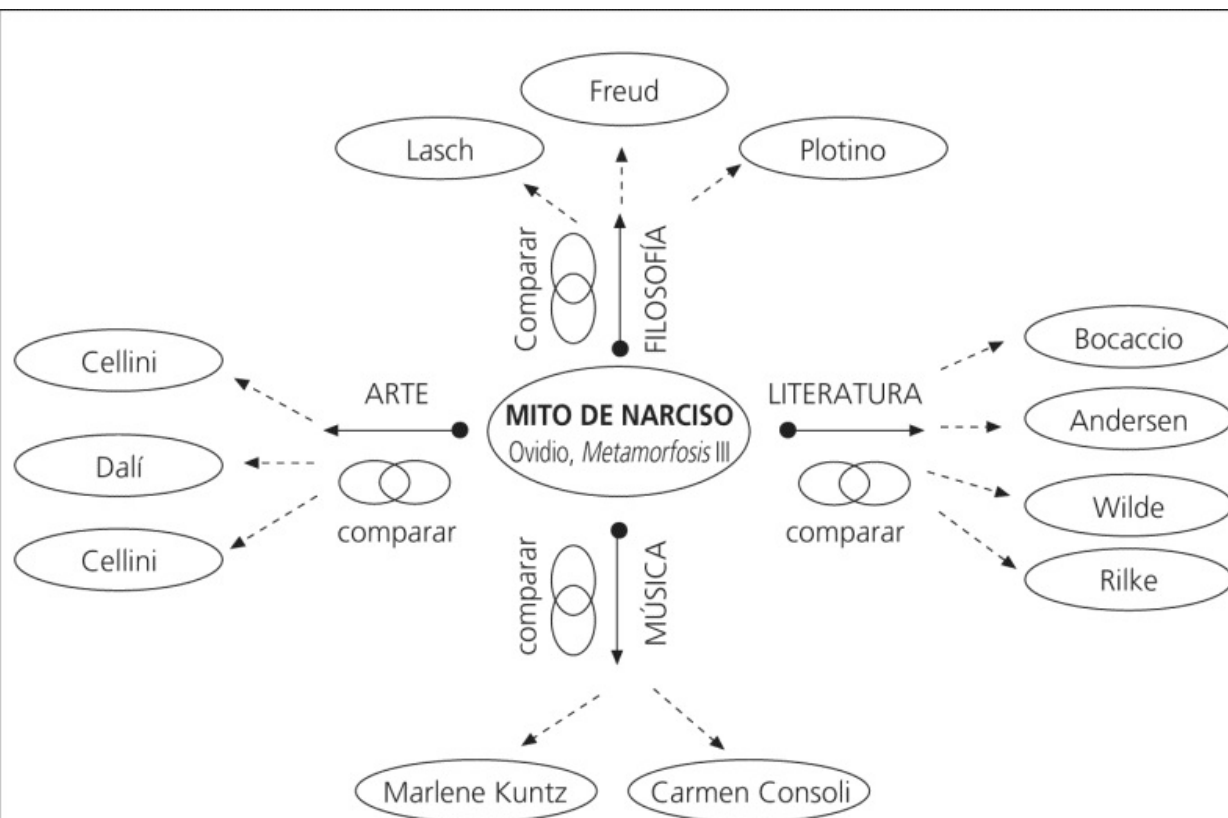 Freud
Lasch
Plotino
Comparar
FILOSOFÍA
Cellini
Dalí
Cellini
ARTE
comparar
MITO DE NARCISO
Ovidio, Metamorfosis III
LITERATURA
comparar
Bocaccio
Andersen
Wilde
Rilke
comparar
MÚSICA
Marlene Kuntz
Carmen Consoli